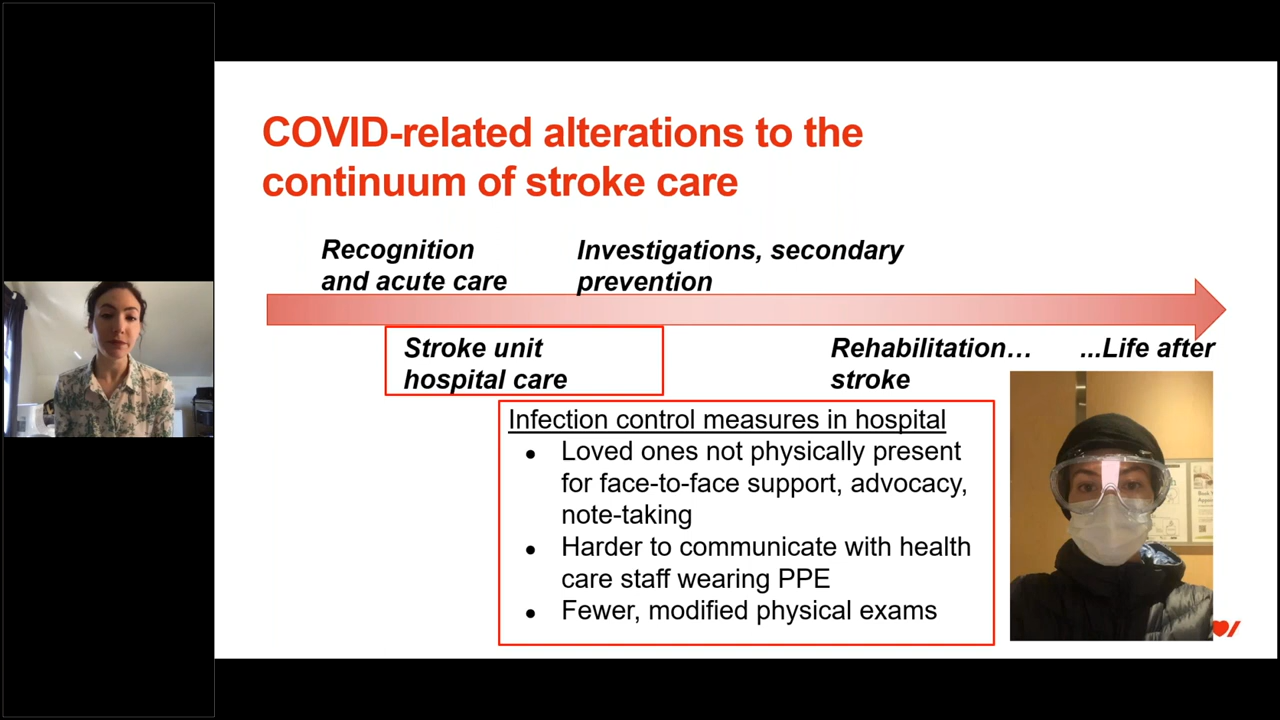 COVID-related alterations to the
continuum of stroke care
Recognition
and acute care
Investigations, secondary
prevention
Stroke unit
hospital care
Rehabilitation…
stroke
...Life after
Infection control measures in hospital
● Loved ones not physically present
for face-to-face support, advocacy,
note-taking
● Harder to communicate with health
care staff wearing PPE
● Fewer, modified physical exams